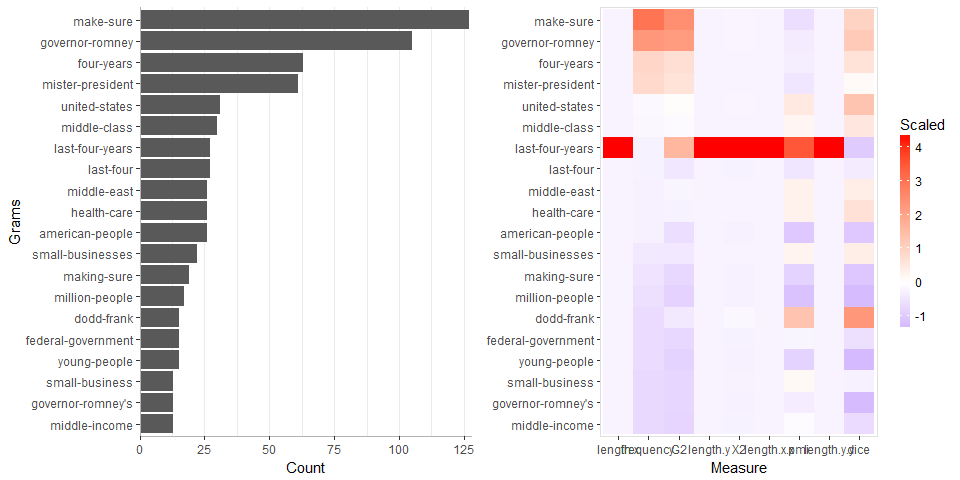 make-sure
governor-romney
four-years
mister-president
united-states
middle-class
last-four-years
last-four
middle-east
health-care
american-people
small-businesses
making-sure
million-people
dodd-frank
federal-government
young-people
small-business
governor-romney's
middle-income
Grams
0 25 50 75 100 125
Count
make-sure
governor-romney
four-years
mister-president
united-states
middle-class
last-four-years
last-four
middle-east
health-care
american-people
small-businesses
making-sure
million-people
dodd-frank
federal-government
young-people
small-business
governor-romney's
middle-income
G2 length.y X2 length.x.x length.y.y dice
Measure
Scaled
4
3
2
1
0
-1